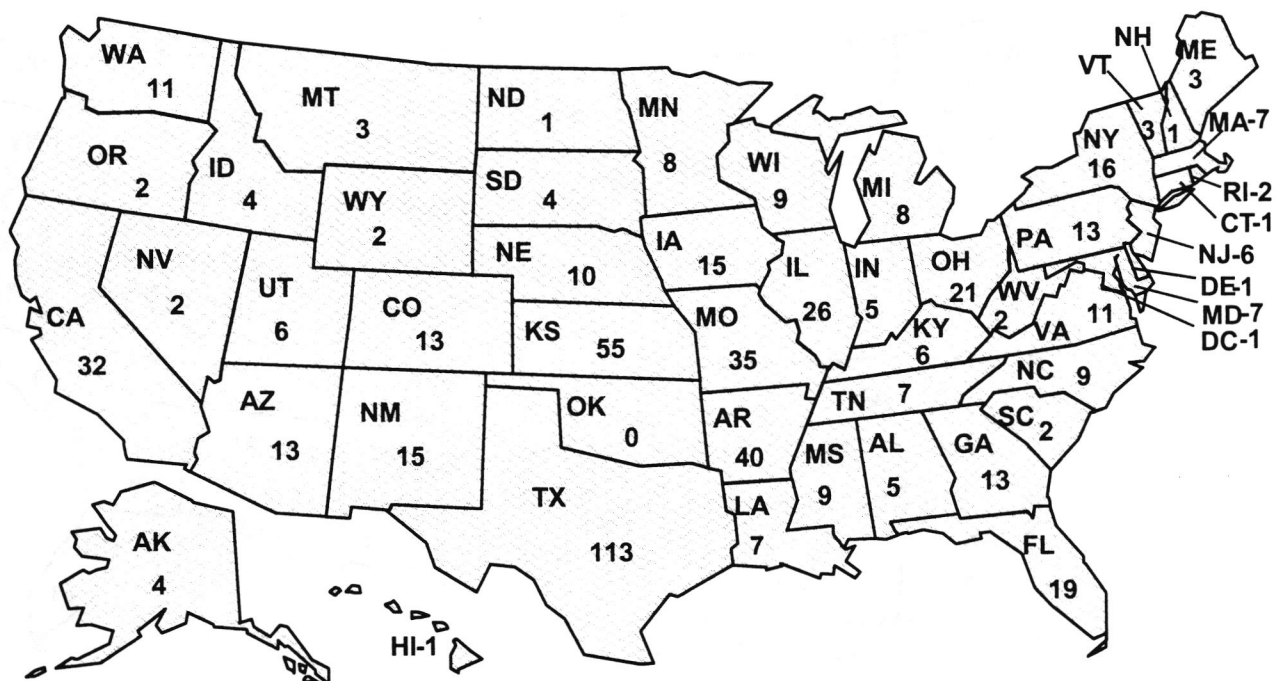 WA
11
OR
2
CA
32
NV
2
ID
4
MT
3
WY
2
UT
6
CO
13
AZ
13
NM
15
ND
1
SD
4
NE
10
KS
55
OK
0
TX
113
MN
8
IA
15
MO
35
AR
40
LA
7
WI
9
IL
26
MI
8
IN
5
OH
21
KY
6
TN
7
MS
9
AL
5
GA
13
FL
19
SC
2
NC
9
VA
11
WV
2
PA
13
NY
16
VT
3
NH
1
ME
3
MA-7
RI-2
CT-1
NJ-6
DE-1
MD-7
DC-1
AK
4
HI-1